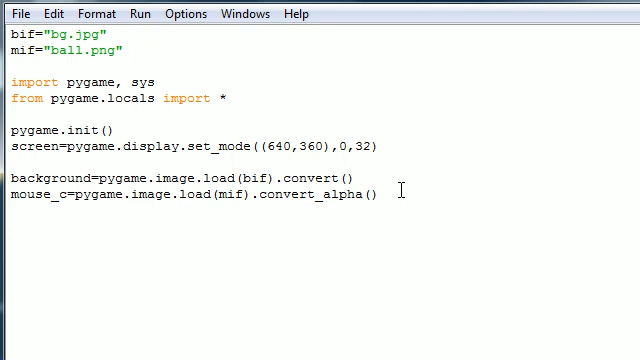 File Edit Format Run Options Windows Help
bif="bg.jpg"
mif="ball.png"
import pygame, sys
from pygame.locals import *
pygame.init()
screen=pygame.display.set_mode((640,360),0,32)
background=pygame.image.load(bif).convert()
mouse_c=pygame.image.load(mif).convert_alpha()